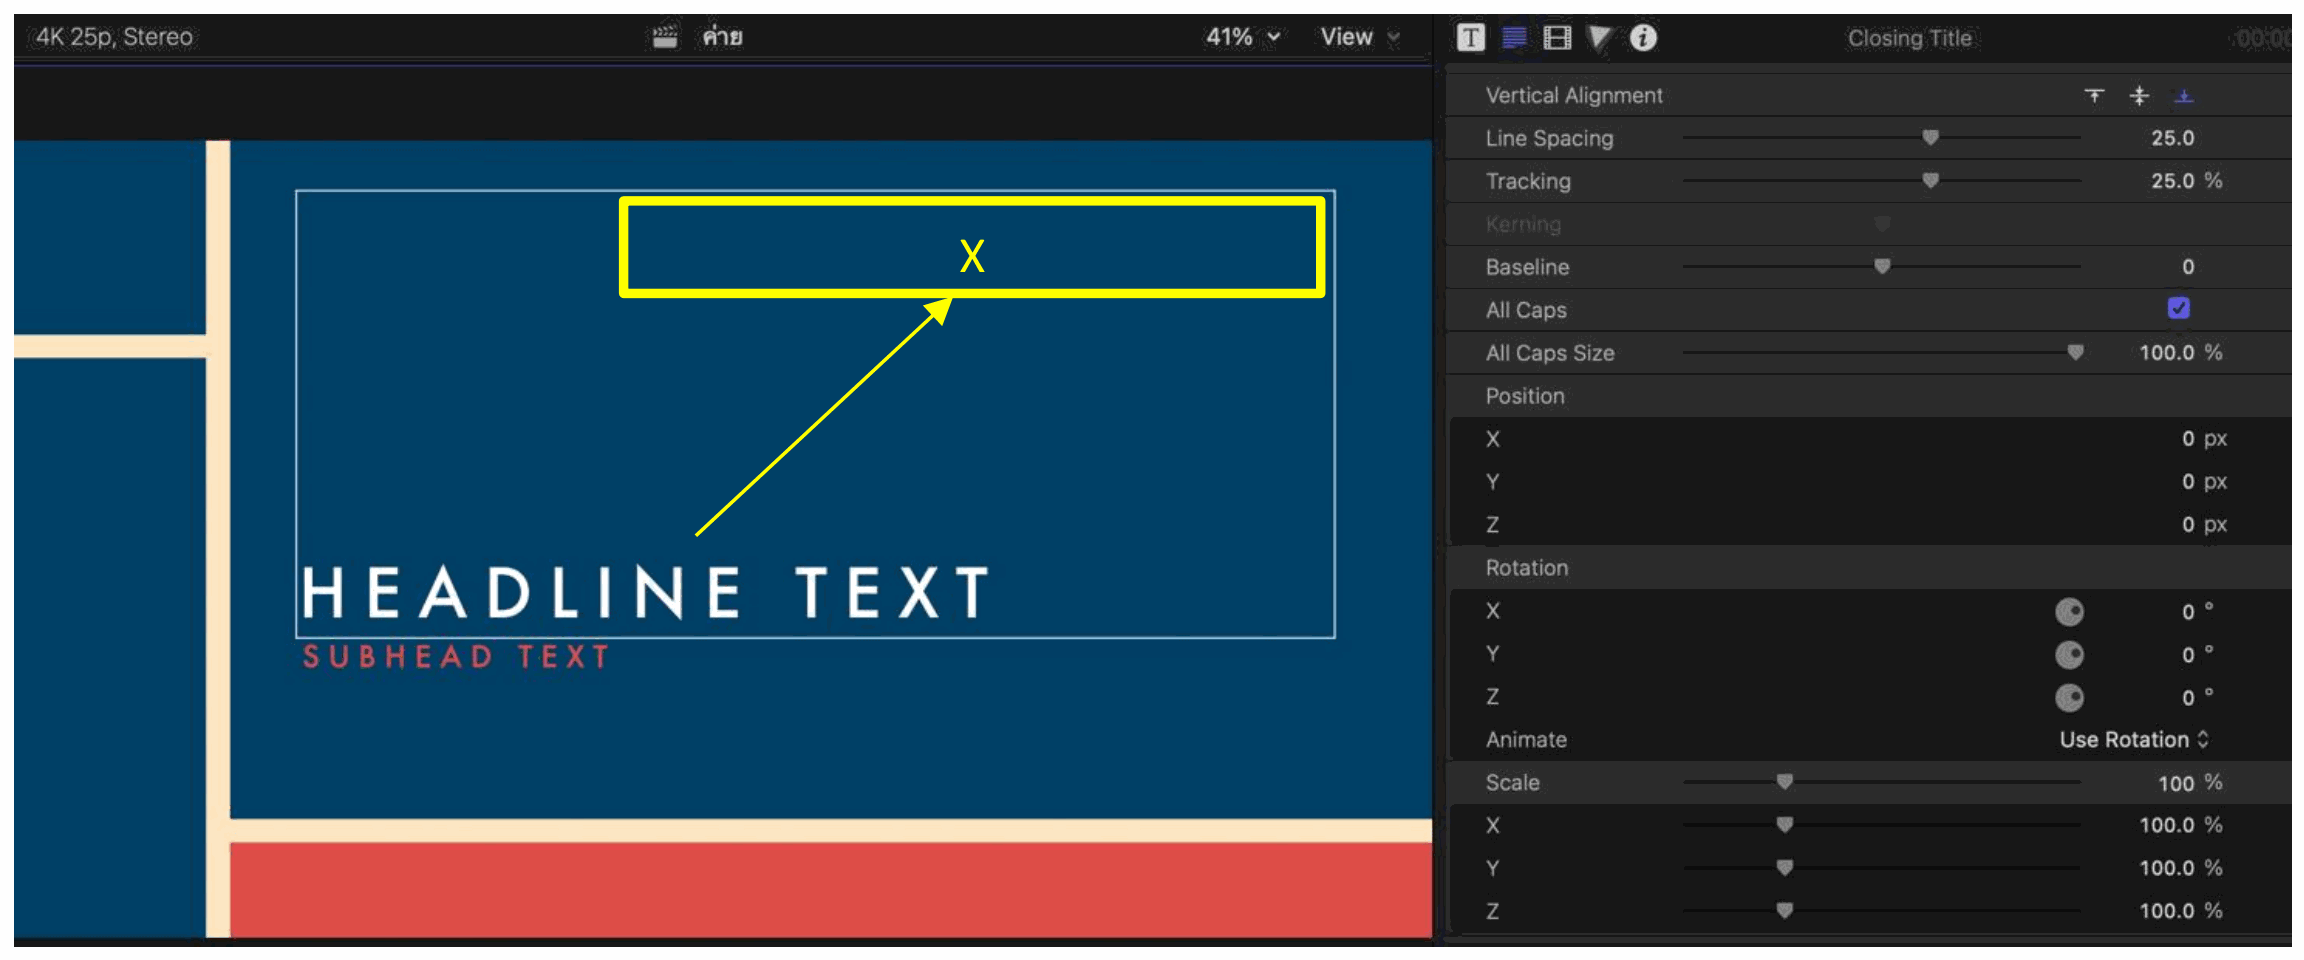 4K 25p, Stereo ค่าย 41% View T i Closing Title 00:00
Vertical Alignment
Line Spacing 25.0
Tracking 25.0 %
Kerning
Baseline 0
All Caps
All Caps Size 100.0 %
Position
X 0 px
Y 0 px
Z 0 px
Rotation
X 0 °
Y 0 °
Z 0 °
Animate Use Rotation
Scale 100 %
X 100.0 %
Y 100.0 %
Z 100.0 %
X
HEADLINE TEXT
SUBHEAD TEXT